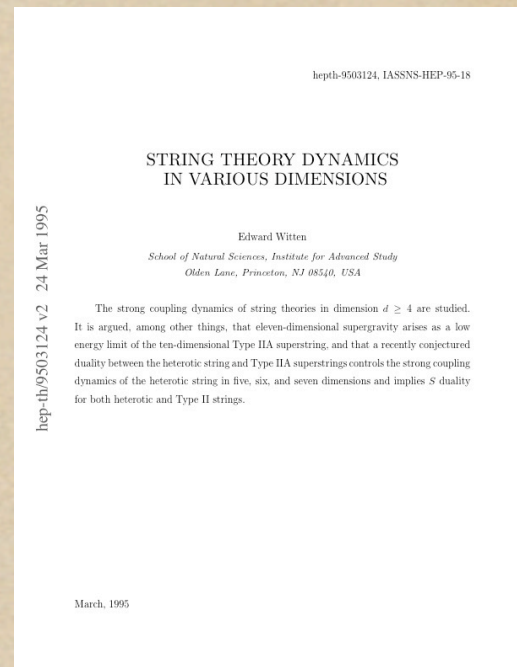 hepth-9503124, IASSNS-HEP-95-18
STRING THEORY DYNAMICS
IN VARIOUS DIMENSIONS
Edward Witten
School of Natural Sciences, Institute for Advanced Study
Olden Lane, Princeton, NJ 08540, USA
The strong coupling dynamics of string theories in dimension d ≥ 4 are studied.
It is argued, among other things, that eleven-dimensional supergravity arises as a low
energy limit of the ten-dimensional Type IIA superstring, and that a recently conjectured
duality between the heterotic string and Type IIA superstrings controls the strong coupling
dynamics of the heterotic string in five, six, and seven dimensions and implies S duality
for both heterotic and Type II strings.
March, 1995
hep-th/9503124 v2 24 Mar 1995